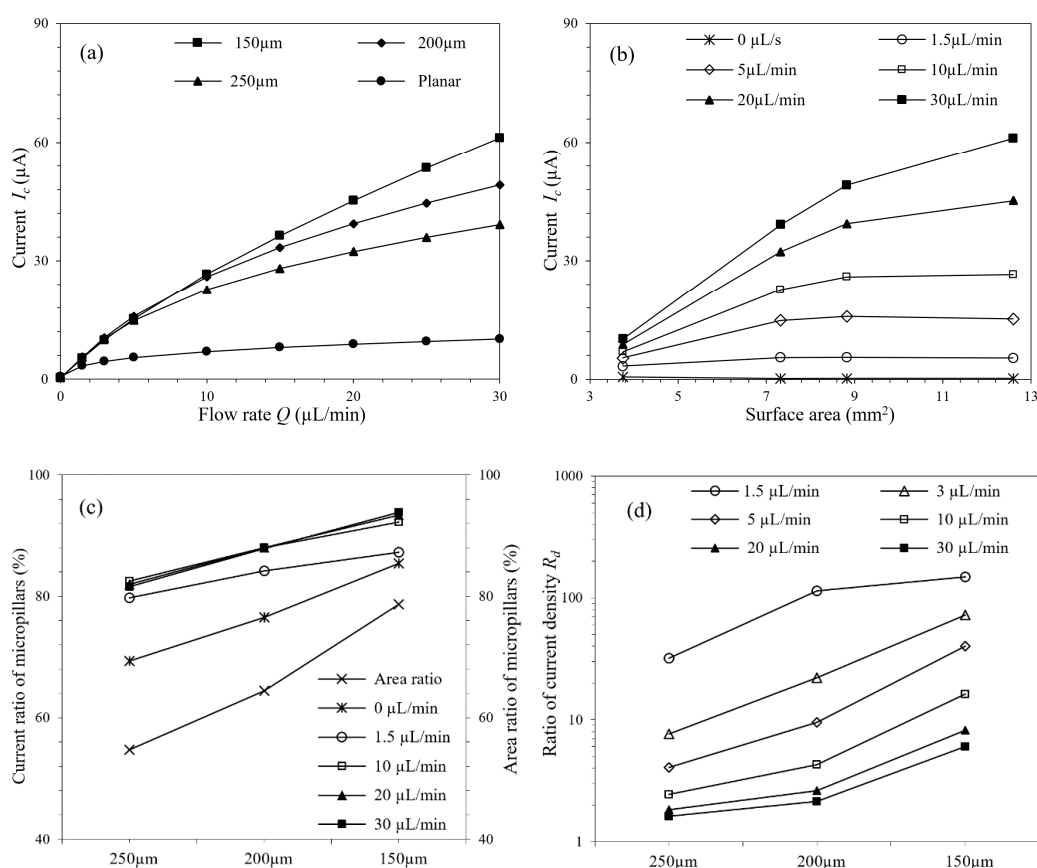 90
60
30
0
Current I_c (µA)
(a)
150µm
200µm
250µm
Planar
0 10 20 30
Flow rate Q (µL/min)
90
60
30
0
Current I_c (µA)
(b)
0 µL/s
1.5µL/min
5µL/min
10µL/min
20µL/min
30µL/min
3 5 7 9 11 13
Surface area (mm²)
100
80
60
40
Current ratio of micropillars (%)
(c)
Area ratio
0 µL/min
1.5 µL/min
10 µL/min
20 µL/min
30 µL/min
250µm 200µm 150µm
100
80
60
40
Area ratio of micropillars (%)
1000
100
10
1
Ratio of current density R_d
(d)
1.5 µL/min
3 µL/min
5 µL/min
10 µL/min
20 µL/min
30 µL/min
250µm 200µm 150µm